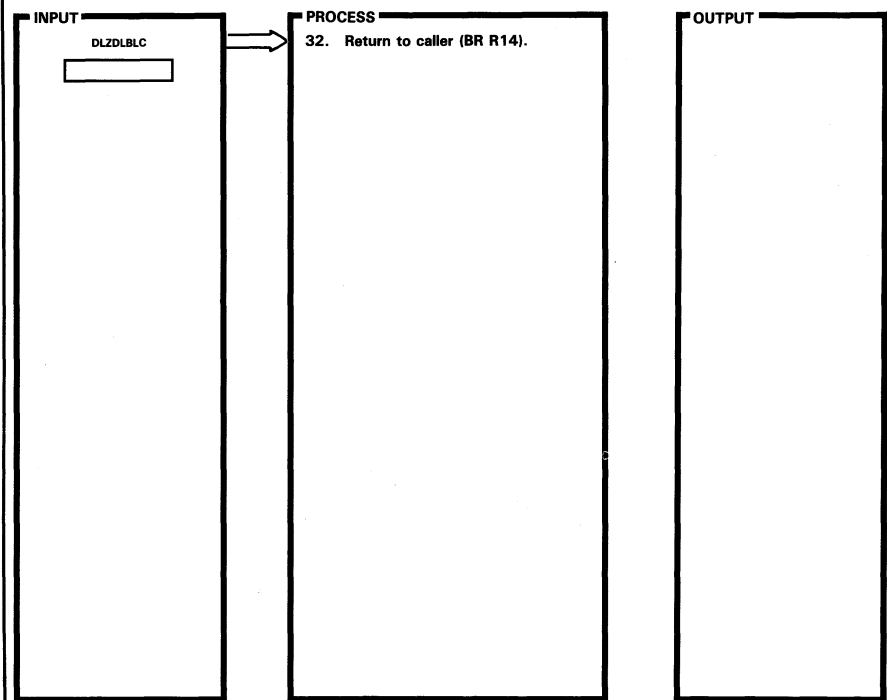 INPUT
DLZDLBLC
PROCESS
32. Return to caller (BR R14).
OUTPUT